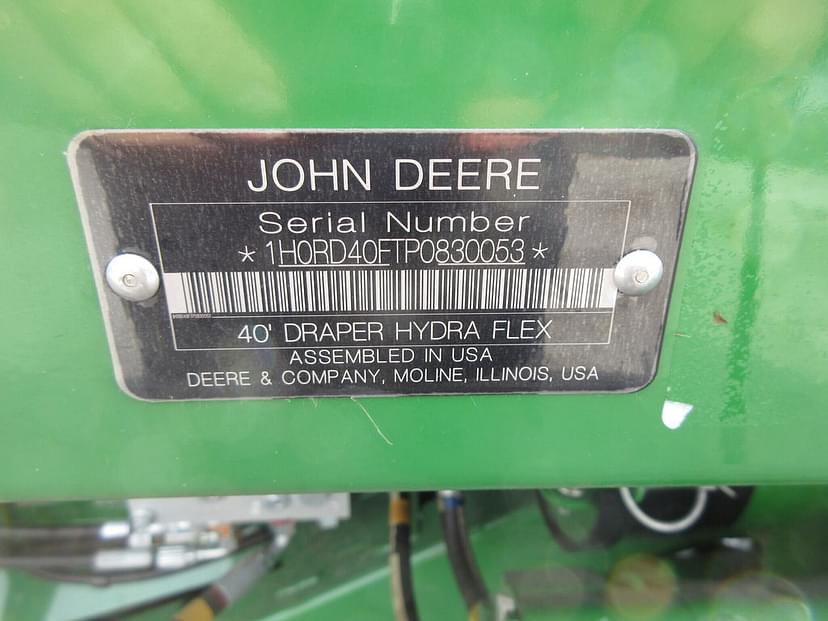 JOHN DEERE
Serial Number
*1H0RD40FTP0830053*
40' DRAPER HYDRA FLEX
ASSEMBLED IN USA
DEERE & COMPANY, MOLINE, ILLINOIS, USA